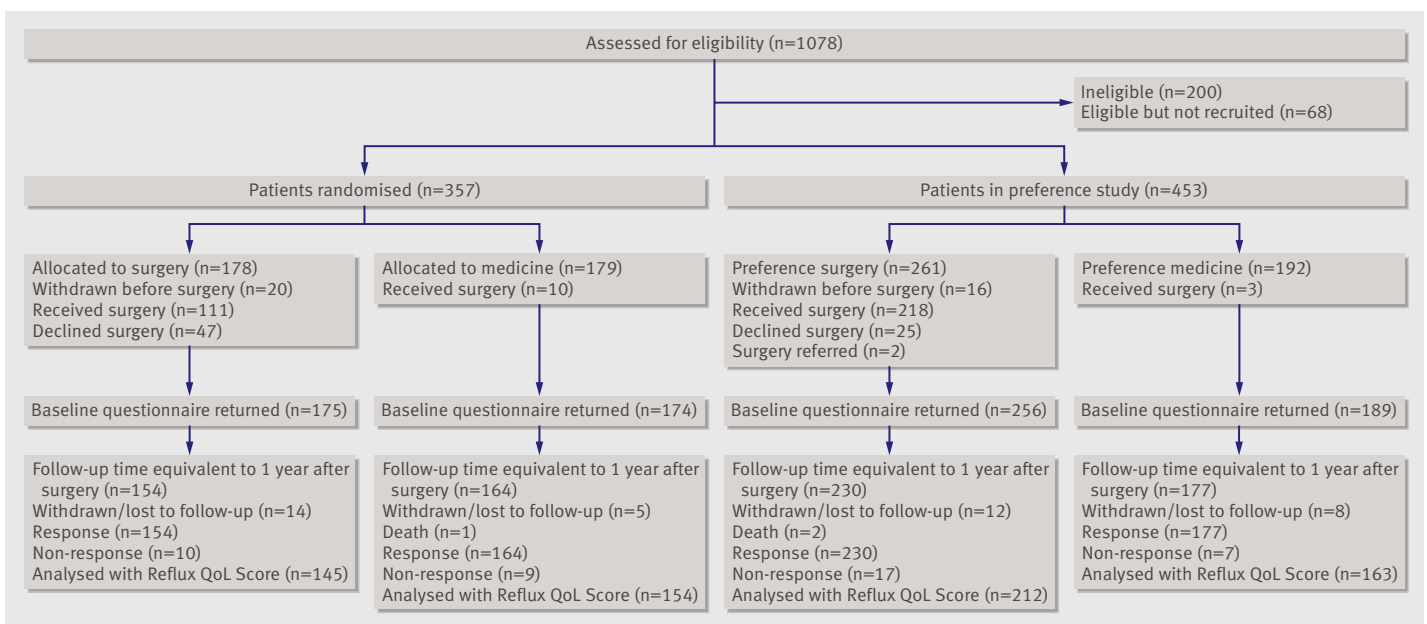 Assessed for eligibility (n=1078)
Ineligible (n=200)
Eligible but not recruited (n=68)
Patients randomised (n=357)
Patients in preference study (n=453)
Allocated to surgery (n=178)
Withdrawn before surgery (n=20)
Received surgery (n=111)
Declined surgery (n=47)
Allocated to medicine (n=179)
Received surgery (n=10)
Preference surgery (n=261)
Withdrawn before surgery (n=16)
Received surgery (n=218)
Declined surgery (n=25)
Surgery referred (n=2)
Preference medicine (n=192)
Received surgery (n=3)
Baseline questionnaire returned (n=175)
Baseline questionnaire returned (n=174)
Baseline questionnaire returned (n=256)
Baseline questionnaire returned (n=189)
Follow-up time equivalent to 1 year after
surgery (n=154)
Withdrawn/lost to follow-up (n=14)
Response (n=154)
Non-response (n=10)
Analysed with Reflux QoL Score (n=145)
Follow-up time equivalent to 1 year after
surgery (n=164)
Withdrawn/lost to follow-up (n=5)
Death (n=1)
Response (n=164)
Non-response (n=9)
Analysed with Reflux QoL Score (n=154)
Follow-up time equivalent to 1 year after
surgery (n=230)
Withdrawn/lost to follow-up (n=12)
Death (n=2)
Response (n=230)
Non-response (n=17)
Analysed with Reflux QoL Score (n=212)
Follow-up time equivalent to 1 year after
surgery (n=177)
Withdrawn/lost to follow-up (n=8)
Response (n=177)
Non-response (n=7)
Analysed with Reflux QoL Score (n=163)